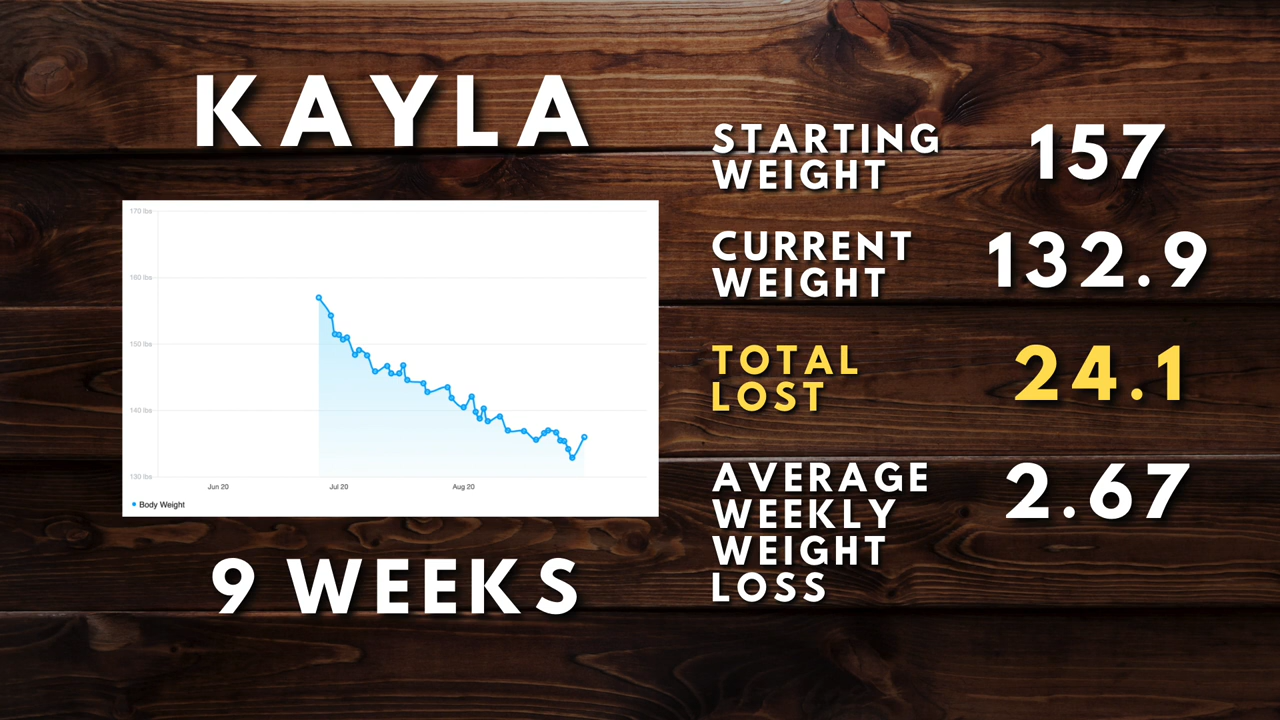 KAYLA
STARTING
WEIGHT
157
CURRENT
WEIGHT
132.9
TOTAL
LOST
24.1
AVERAGE
WEEKLY
WEIGHT
LOSS
2.67
170 lbs
160 lbs
150 lbs
140 lbs
130 lbs
Jun 20
Jul 20
Aug 20
Body Weight
9 WEEKS